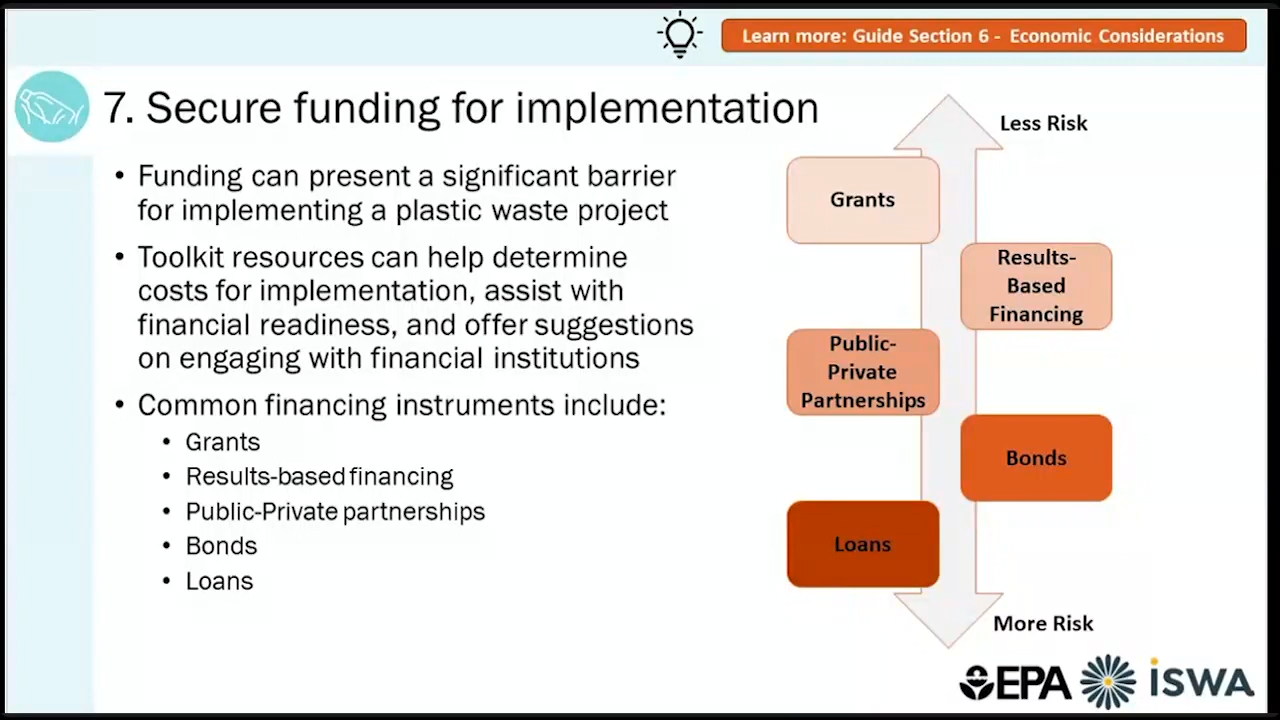 Learn more: Guide Section 6 - Economic Considerations
7. Secure funding for implementation
• Funding can present a significant barrier
for implementing a plastic waste project
• Toolkit resources can help determine
costs for implementation, assist with
financial readiness, and offer suggestions
on engaging with financial institutions
• Common financing instruments include:
• Grants
• Results-based financing
• Public-Private partnerships
• Bonds
• Loans
Less Risk
Grants
Results-
Based
Financing
Public-
Private
Partnerships
Bonds
Loans
More Risk
EPA
iSWA